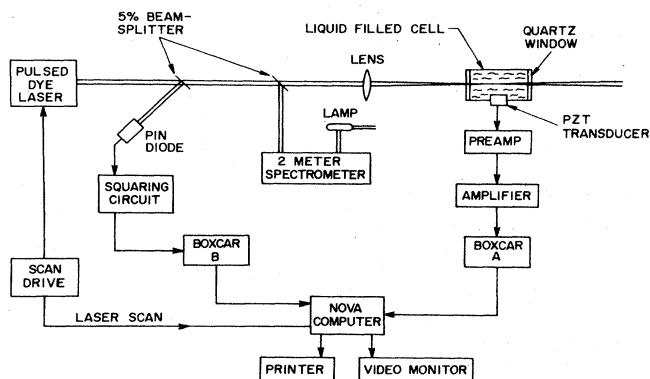 5% BEAM-
SPLITTER
LIQUID FILLED CELL
QUARTZ
WINDOW
PULSED
DYE
LASER
LENS
LAMP
PIN
DIODE
PZT
TRANSDUCER
2 METER
SPECTROMETER
PREAMP
SQUARING
CIRCUIT
AMPLIFIER
BOXCAR
B
BOXCAR
A
SCAN
DRIVE
LASER SCAN
NOVA
COMPUTER
PRINTER
VIDEO MONITOR